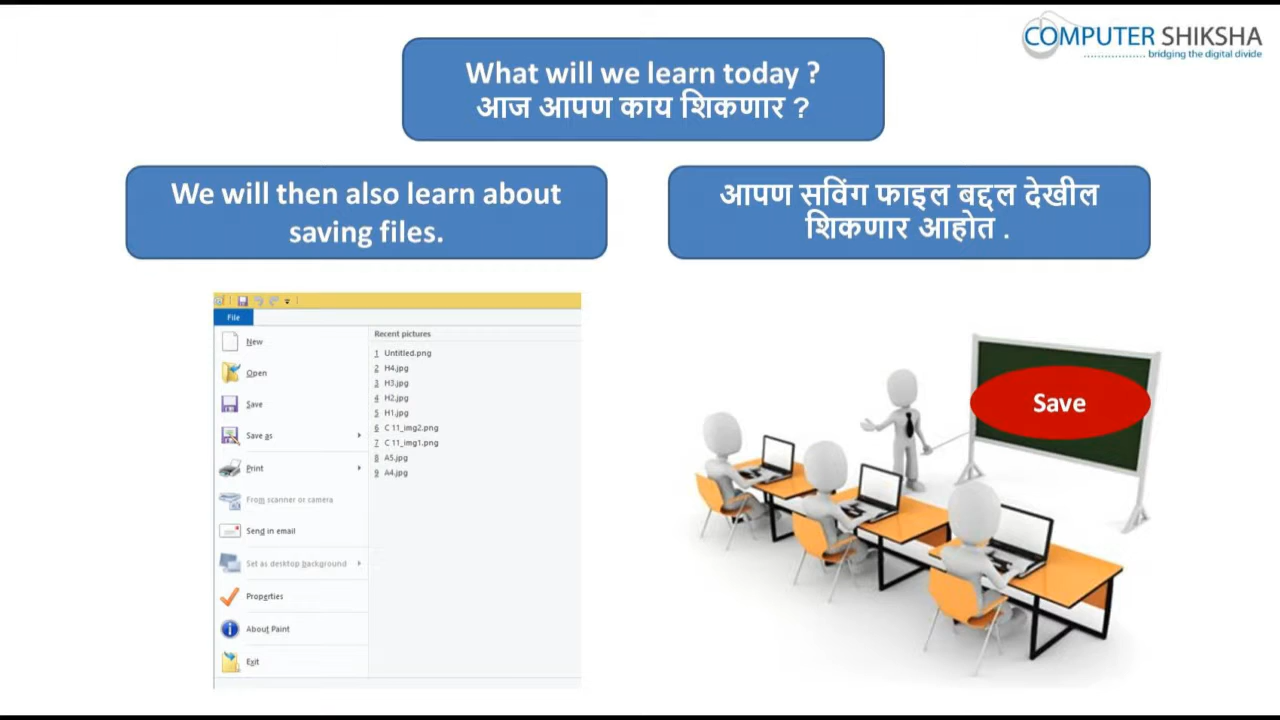 COMPUTER SHIKSHA
bridging the digital divide
What will we learn today ?
आज आपण काय शिकणार ?
We will then also learn about
saving files.
आपण सविंग फाइल बद्दल देखील
शिकणार आहोत .
File
New
Open
Save
Save as
Print
From scanner or camera
Send in email
Set as desktop background
Properties
About Paint
Exit
Recent pictures
1 Untitled.png
2 H4.jpg
3 H3.jpg
4 H2.jpg
5 H1.jpg
6 C 11_img2.png
7 C 11_img1.png
8 A5.jpg
9 A4.jpg
Save